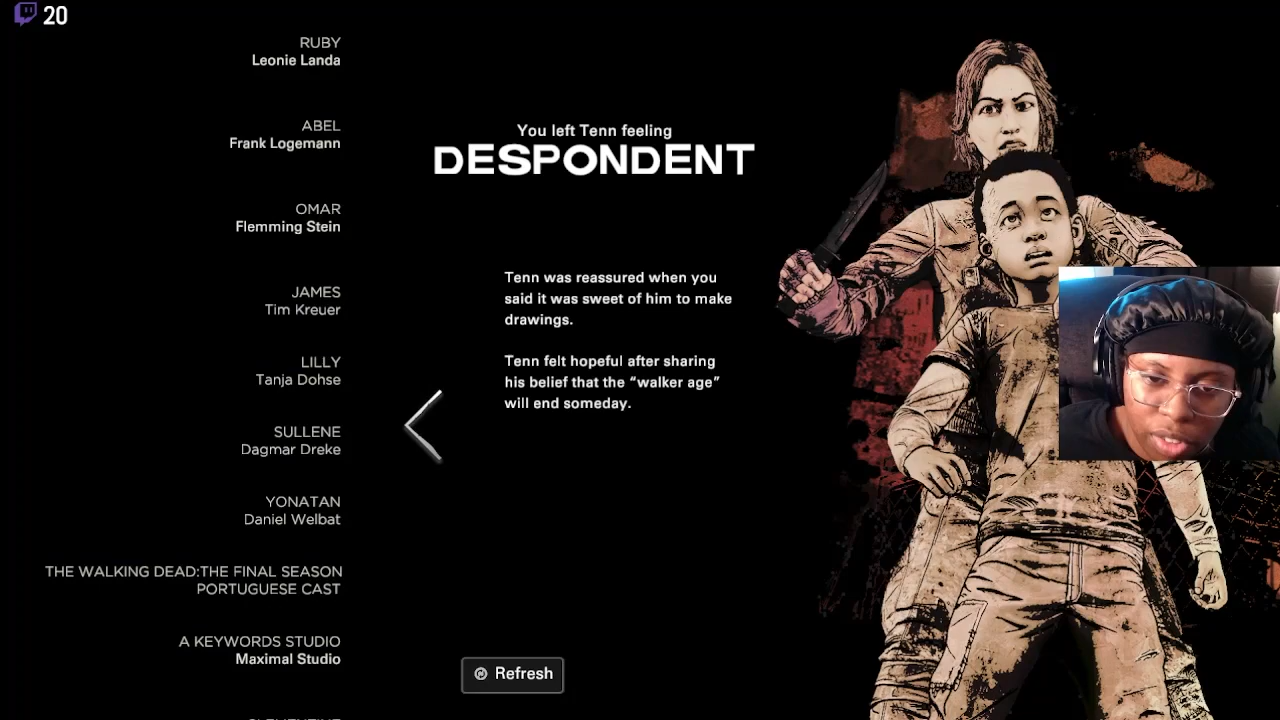 20
RUBY
Leonie Landa
ABEL
Frank Logemann
OMAR
Flemming Stein
JAMES
Tim Kreuer
LILLY
Tanja Dohse
SULLENE
Dagmar Dreke
YONATAN
Daniel Welbat
THE WALKING DEAD:THE FINAL SEASON
PORTUGUESE CAST
A KEYWORDS STUDIO
Maximal Studio
You left Tenn feeling
DESPONDENT
Tenn was reassured when you
said it was sweet of him to make
drawings.
Tenn felt hopeful after sharing
his belief that the “walker age”
will end someday.
Refresh